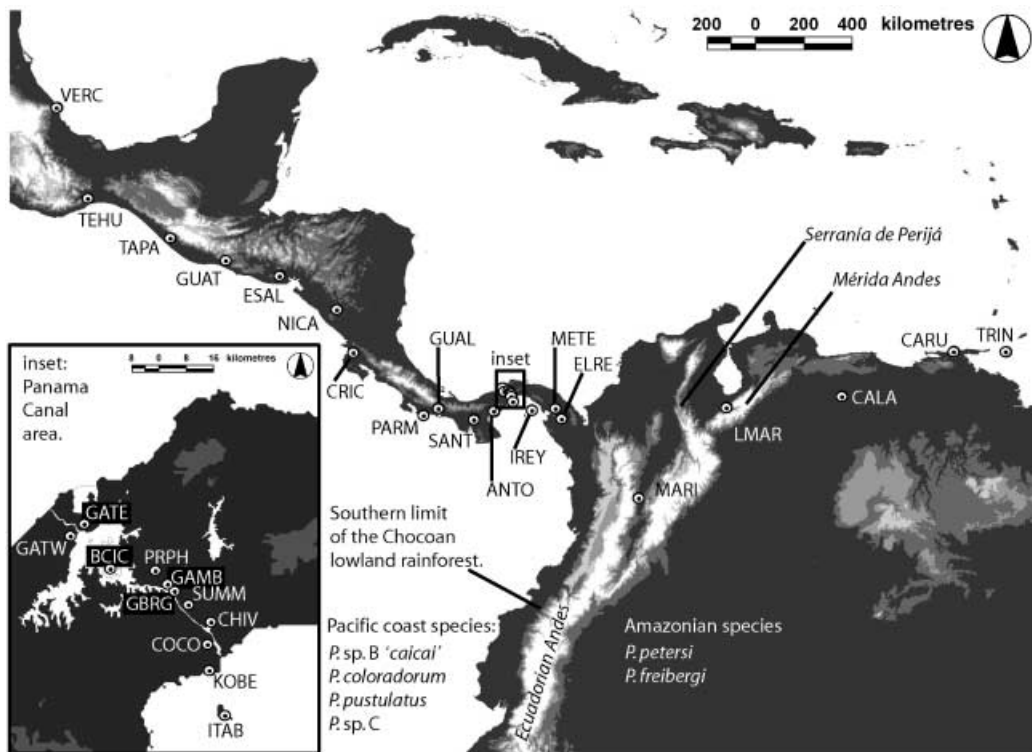 200 0 200 400 kilometres
VERC
TEHU
TAPA
GUAT
ESAL
NICA
CRIC
GUAL
PARM
SANT
inset
ANTO
IREY
METE
ELRE
Serranía de Perijá
Mérida Andes
CARU
TRIN
CALA
LMAR
MARI
Southern limit
of the Chocoan
lowland rainforest.
Ecuadorian Andes
Pacific coast species:
P. sp. B ‘caicai’
P. coloradorum
P. pustulatus
P. sp. C
Amazonian species
P. petersi
P. freibergi
inset:
Panama
Canal
area.
8 0 8 16 kilometres
GATE
GATW
BCIC
PRPH
GAMB
GBRG
SUMM
CHIV
COCO
KOBE
ITAB